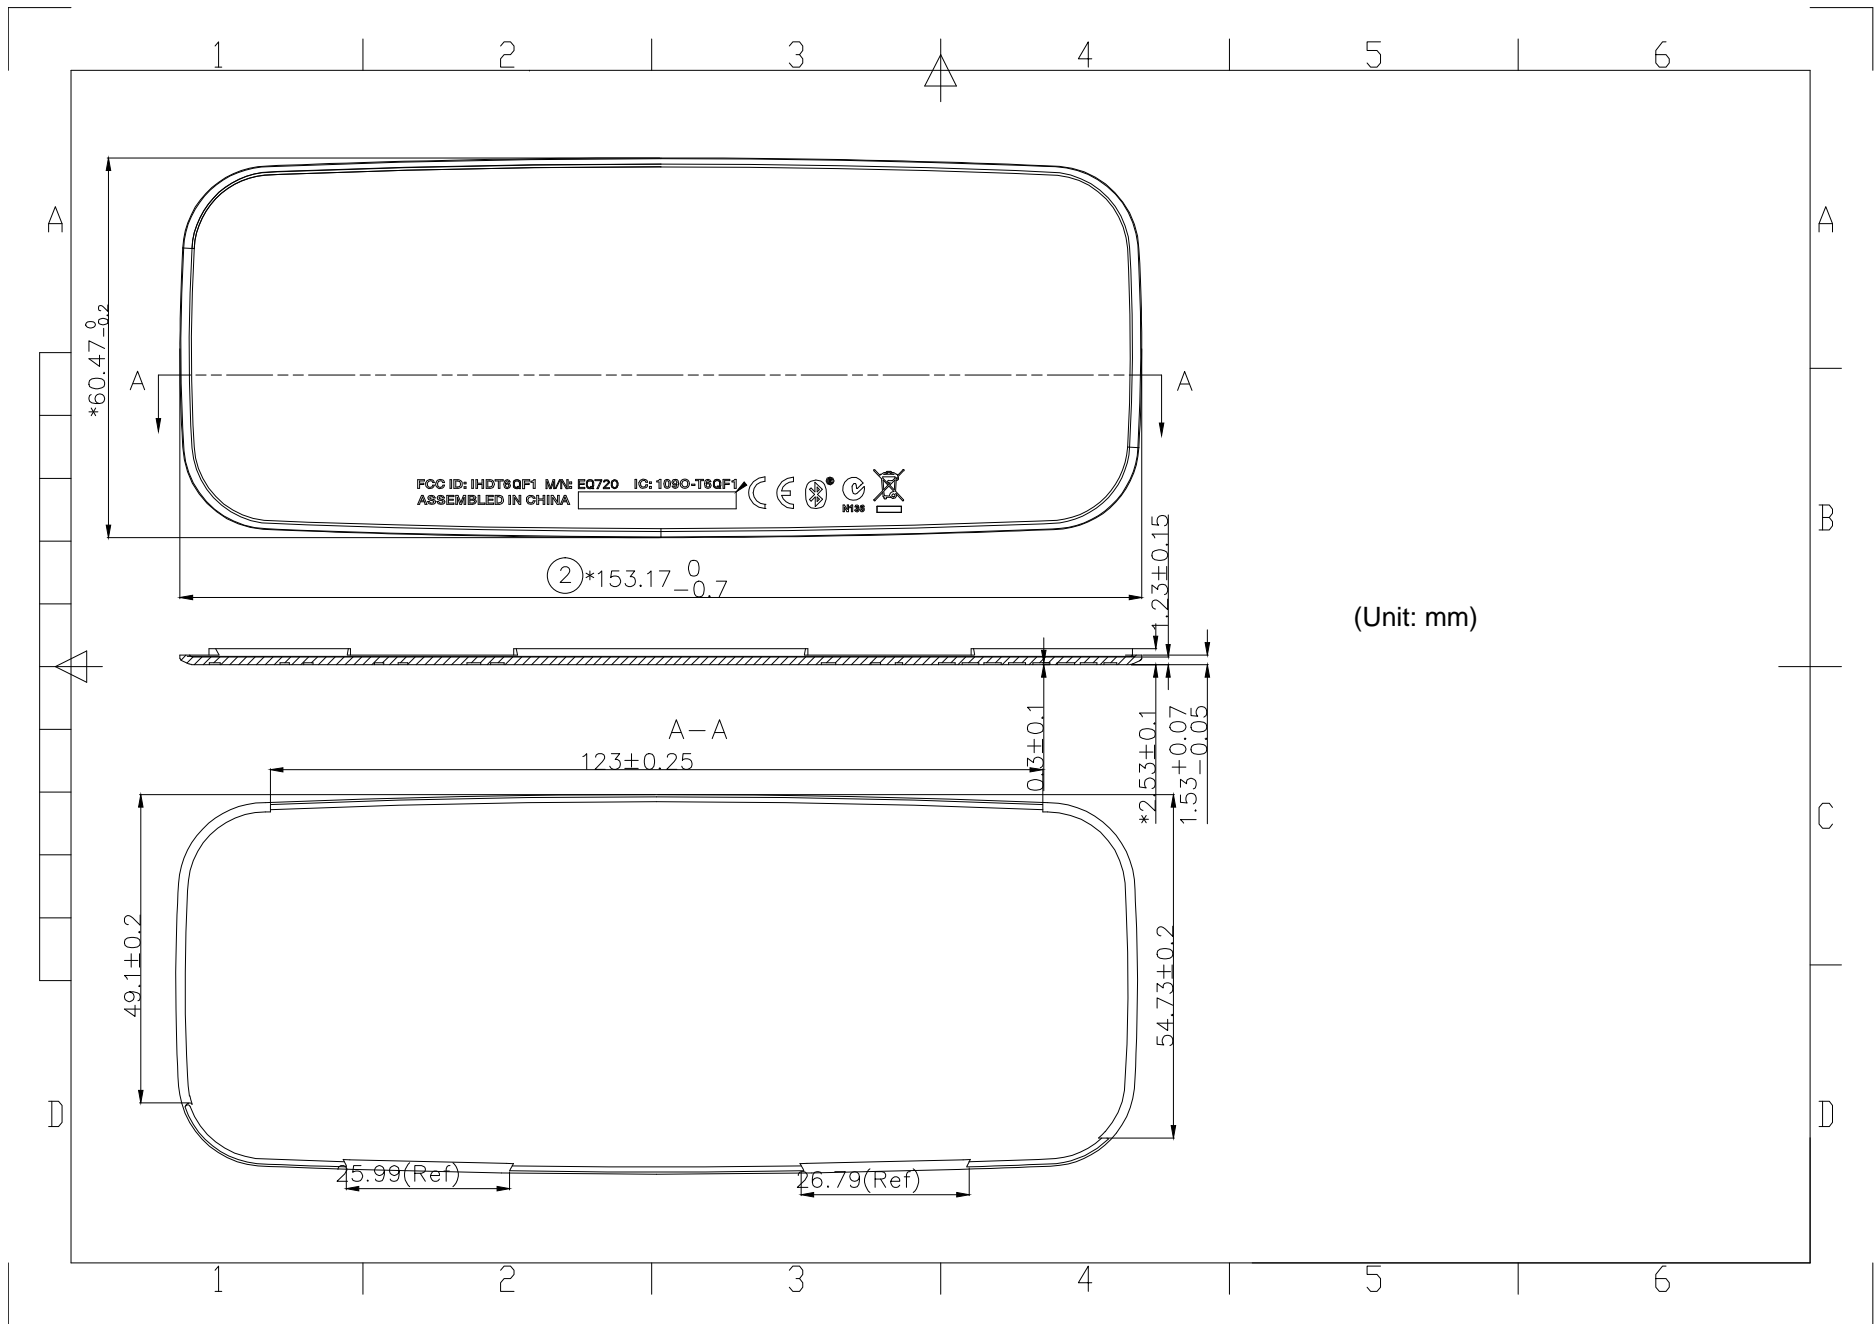 1 2 3 4 5 6
A A
*60.47 0 -0.2
A A
FCC ID: IHDT6QF1 M/N: EQ720 IC: 109O-T6QF1
ASSEMBLED IN CHINA
CE
N136
B
② *153.17 0 -0.7
1.23±0.15
(Unit: mm)
A-A
123±0.25
0.3±0.1
*2.53±0.1
1.53 +0.07 -0.05
C
49.1±0.2
54.73±0.2
D D
25.99(Ref)
26.79(Ref)
1 2 3 4 5 6